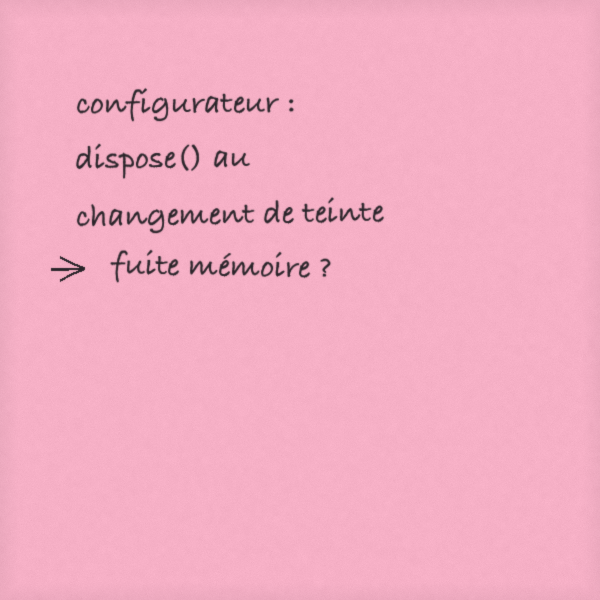 configurateur :
dispose() au
changement de teinte
→ fuite mémoire ?